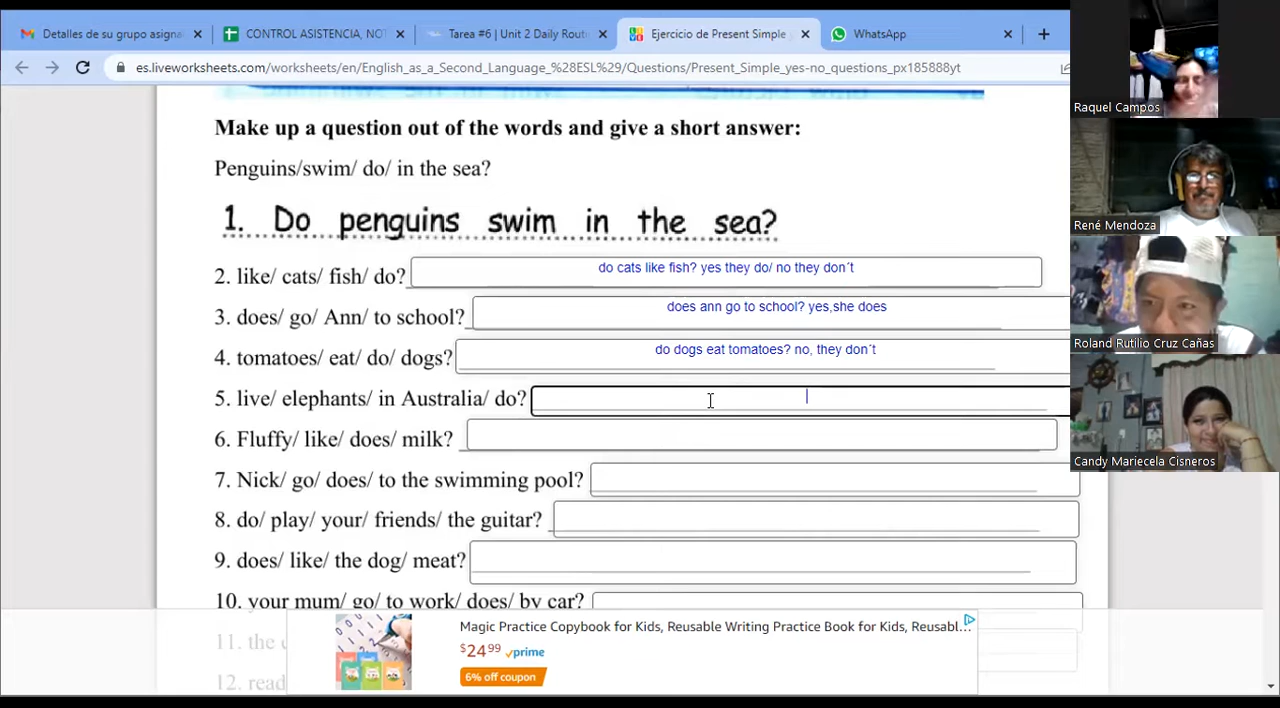 Detalles de su grupo asigna
CONTROL ASISTENCIA, NOT
Tarea #6 | Unit 2 Daily Routi
Ejercicio de Present Simple
WhatsApp
es.liveworksheets.com/worksheets/en/English_as_a_Second_Language_%28ESL%29/Questions/Present_Simple_yes-no_questions_px185888yt
Make up a question out of the words and give a short answer:
Penguins/swim/ do/ in the sea?
1. Do penguins swim in the sea?
2. like/ cats/ fish/ do? do cats like fish? yes they do/ no they don´t
3. does/ go/ Ann/ to school? does ann go to school? yes,she does
4. tomatoes/ eat/ do/ dogs? do dogs eat tomatoes? no, they don´t
5. live/ elephants/ in Australia/ do?
6. Fluffy/ like/ does/ milk?
7. Nick/ go/ does/ to the swimming pool?
8. do/ play/ your/ friends/ the guitar?
9. does/ like/ the dog/ meat?
10. your mum/ go/ to work/ does/ by car?
11. the
12. read
Magic Practice Copybook for Kids, Reusable Writing Practice Book for Kids, Reusabl...
$24.99 prime
6% off coupon
Raquel Campos
René Mendoza
Roland Rutilio Cruz Cañas
Candy Mariecela Cisneros